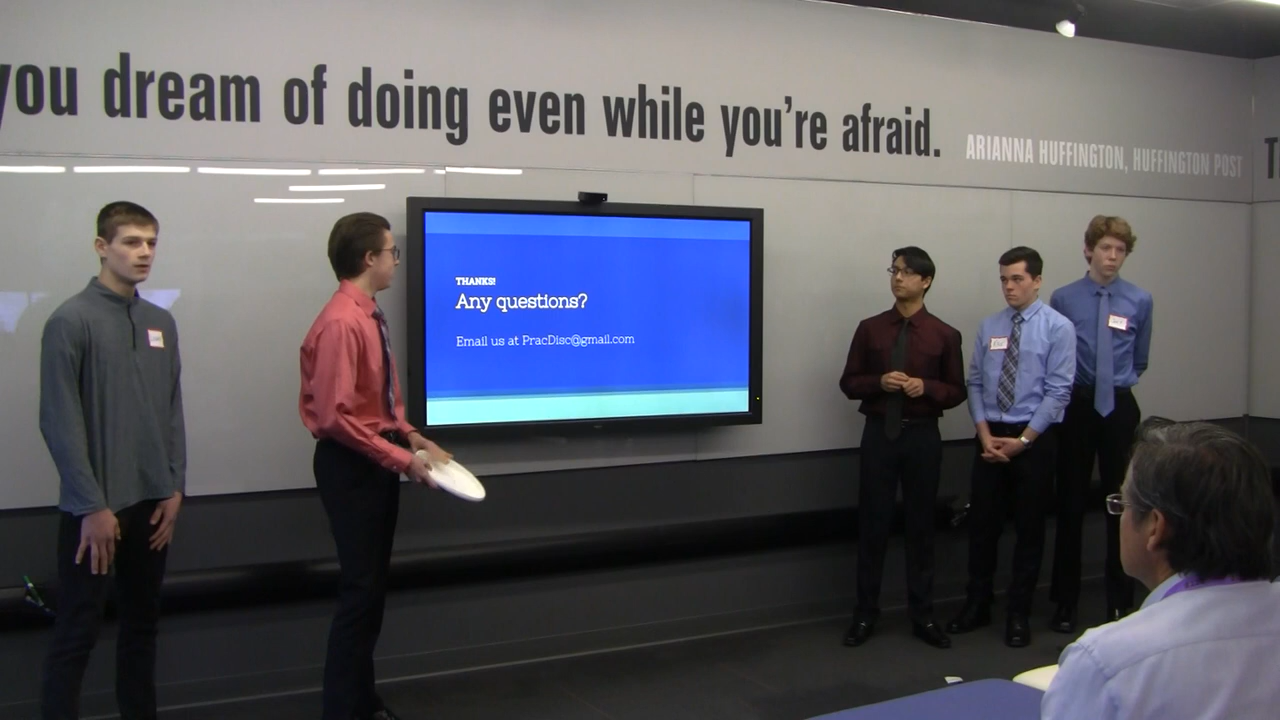 you dream of doing even while you're afraid.
ARIANNA HUFFINGTON, HUFFINGTON POST
THANKS!
Any questions?
Email us at PracDisc@gmail.com